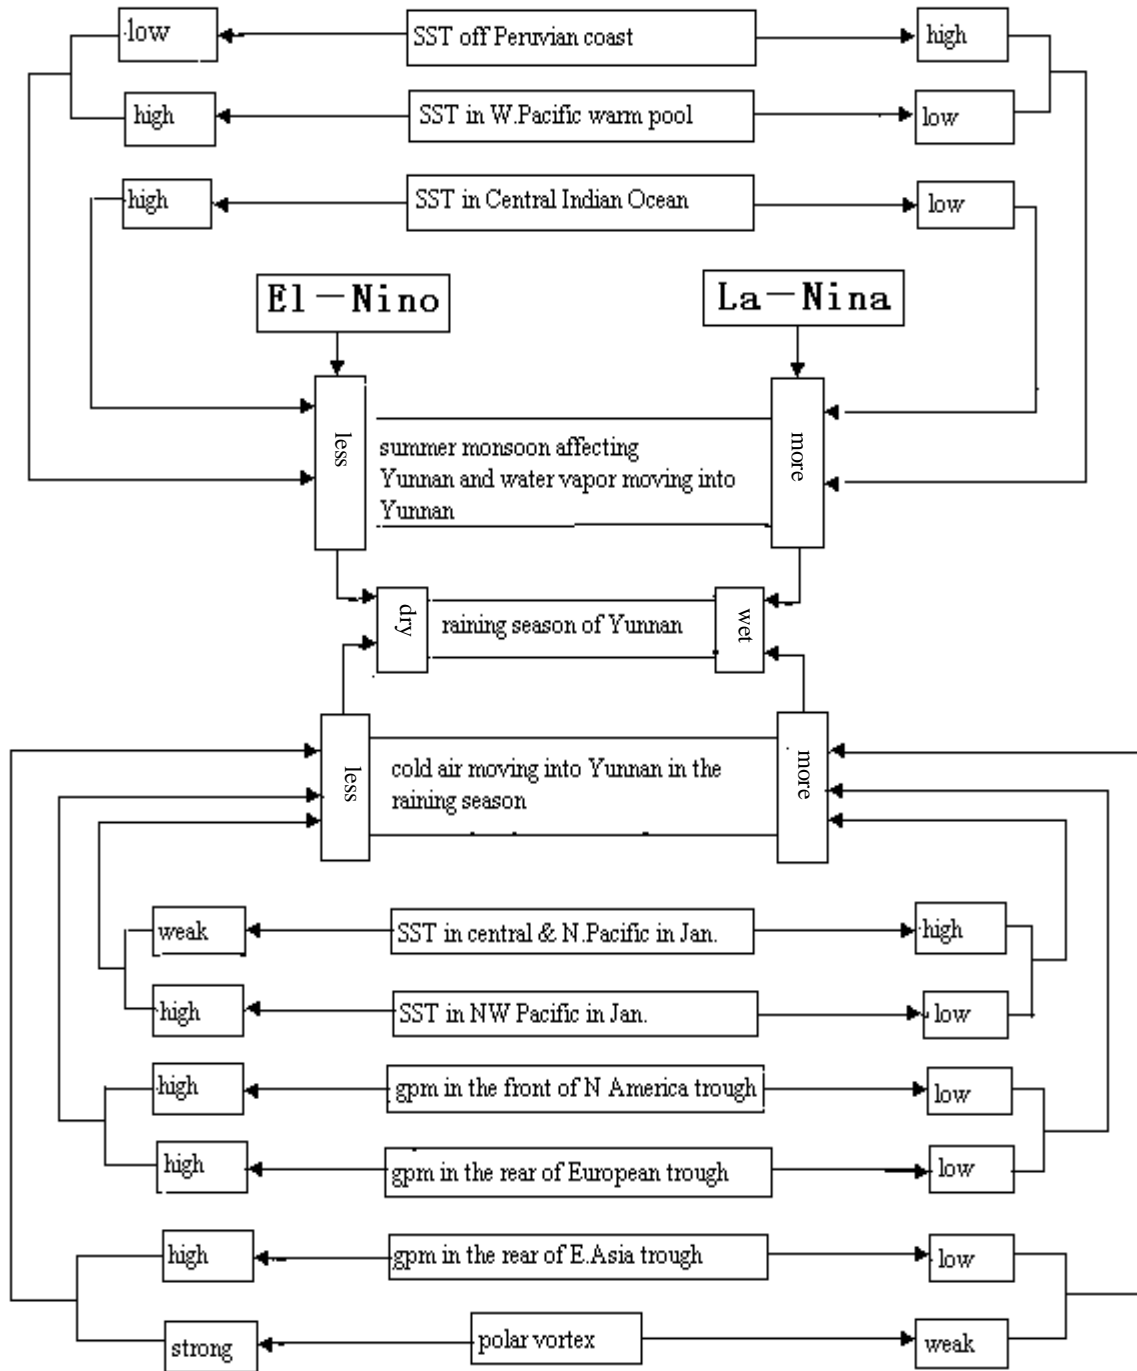 low
SST off Peruvian coast
high
high
SST in W.Pacific warm pool
low
high
SST in Central Indian Ocean
low
El－Nino
La－Nina
less
summer monsoon affecting
Yunnan and water vapor moving into
Yunnan
more
dry
raining season of Yunnan
wet
less
cold air moving into Yunnan in the
raining season
more
weak
SST in central & N.Pacific in Jan.
high
high
SST in NW Pacific in Jan.
low
high
gpm in the front of N America trough
low
high
gpm in the rear of European trough
low
high
gpm in the rear of E.Asia trough
low
strong
polar vortex
weak